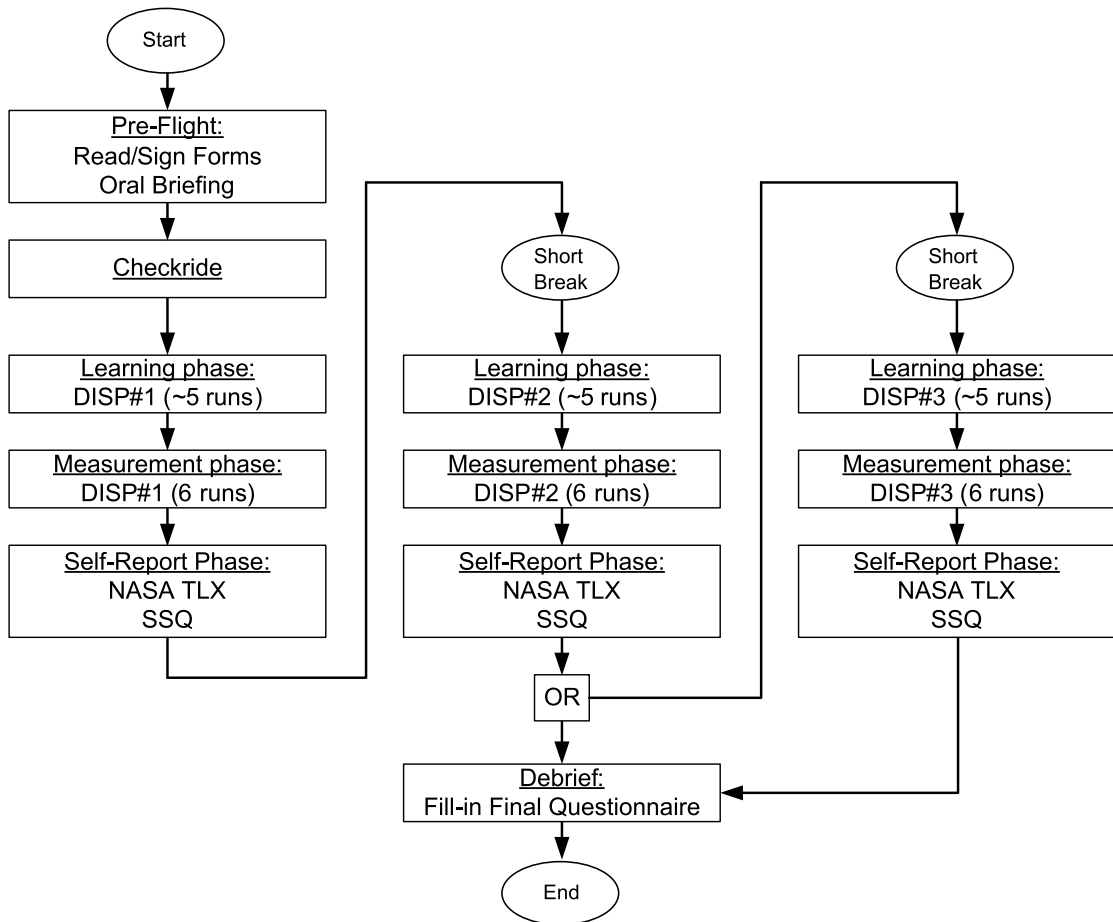 Start
Pre-Flight:
Read/Sign Forms
Oral Briefing
Checkride
Learning phase:
DISP#1 (~5 runs)
Measurement phase:
DISP#1 (6 runs)
Self-Report Phase:
NASA TLX
SSQ
Short
Break
Learning phase:
DISP#2 (~5 runs)
Measurement phase:
DISP#2 (6 runs)
Self-Report Phase:
NASA TLX
SSQ
OR
Short
Break
Learning phase:
DISP#3 (~5 runs)
Measurement phase:
DISP#3 (6 runs)
Self-Report Phase:
NASA TLX
SSQ
Debrief:
Fill-in Final Questionnaire
End